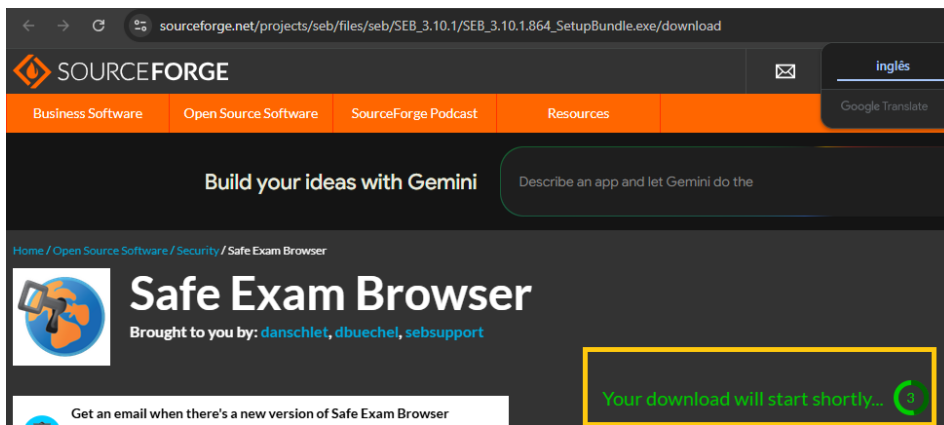 sourceforge.net/projects/seb/files/seb/SEB_3.10.1/SEB_3.10.1.864_SetupBundle.exe/download
SOURCEFORGE
inglês
Google Translate
Business Software Open Source Software SourceForge Podcast Resources
Build your ideas with Gemini
Describe an app and let Gemini do the
Home / Open Source Software / Security / Safe Exam Browser
Safe Exam Browser
Brought to you by: danschlet, dbuechel, sebsupport
Your download will start shortly... 3
Get an email when there's a new version of Safe Exam Browser